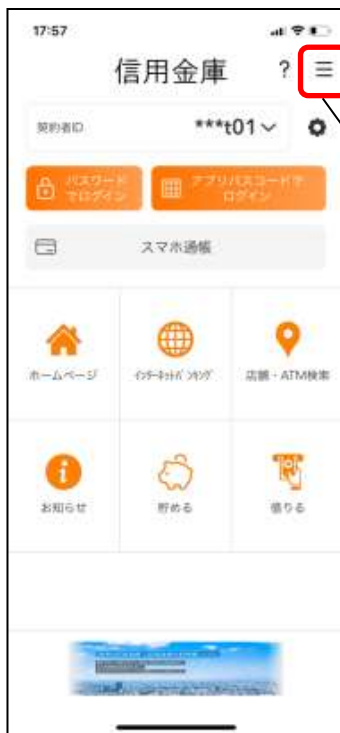 17:57
信用金庫 ?
契約者ID ***t01
パスワード
でログイン
アプリパスコードで
ログイン
スマホ通帳
ホームページ
インターネットバンキング
店舗・ATM検索
お知らせ
貯める
借りる